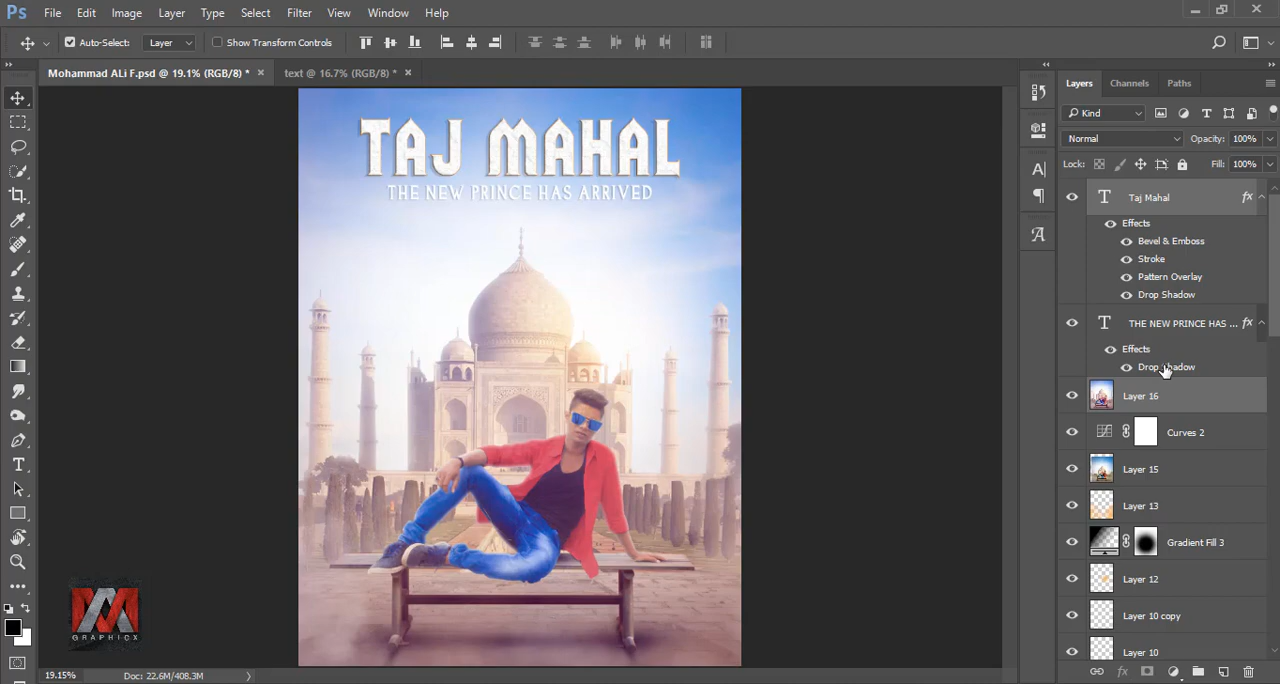 Ps File Edit Image Layer Type Select Filter View Window Help
Auto-Select: Layer Show Transform Controls
Mohammad ALi F.psd @ 19.1% (RGB/8) * × text @ 16.7% (RGB/8) * ×
TAJ MAHAL
THE NEW PRINCE HAS ARRIVED
M
GRAPHICX
19.15% Doc: 22.6M/408.3M
Layers Channels Paths
Kind
Normal Opacity: 100%
Lock: Fill: 100%
Taj Mahal fx
Effects
Bevel & Emboss
Stroke
Pattern Overlay
Drop Shadow
THE NEW PRINCE HAS ... fx
Effects
Drop Shadow
Layer 16
Curves 2
Layer 15
Layer 13
Gradient Fill 3
Layer 12
Layer 10 copy
Layer 10
fx